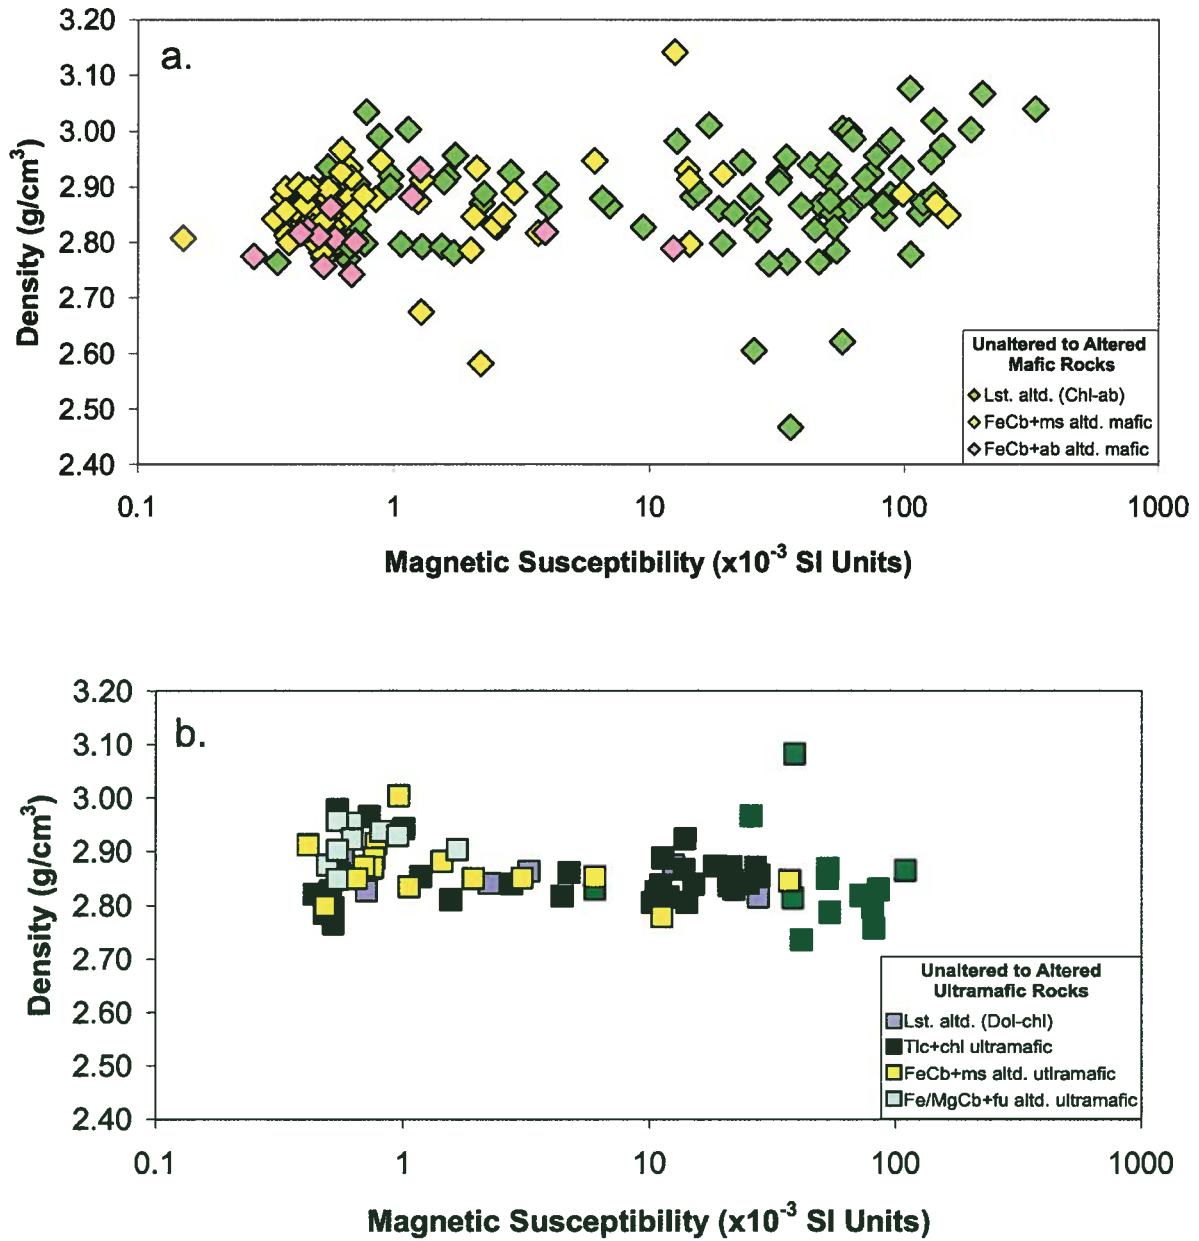 a.
3.20
3.10
3.00
2.90
2.80
2.70
2.60
2.50
2.40
Density (g/cm3)
Unaltered to Altered
Mafic Rocks
Lst. altd. (Chl-ab)
FeCb+ms altd. mafic
FeCb+ab altd. mafic
0.1 1 10 100 1000
Magnetic Susceptibility (x10-3 SI Units)
b.
3.20
3.10
3.00
2.90
2.80
2.70
2.60
2.50
2.40
Density (g/cm3)
Unaltered to Altered
Ultramafic Rocks
Lst. altd. (Dol-chl)
Tlc+chl ultramafic
FeCb+ms altd. utlramafic
Fe/MgCb+fu altd. ultramafic
0.1 1 10 100 1000
Magnetic Susceptibility (x10-3 SI Units)